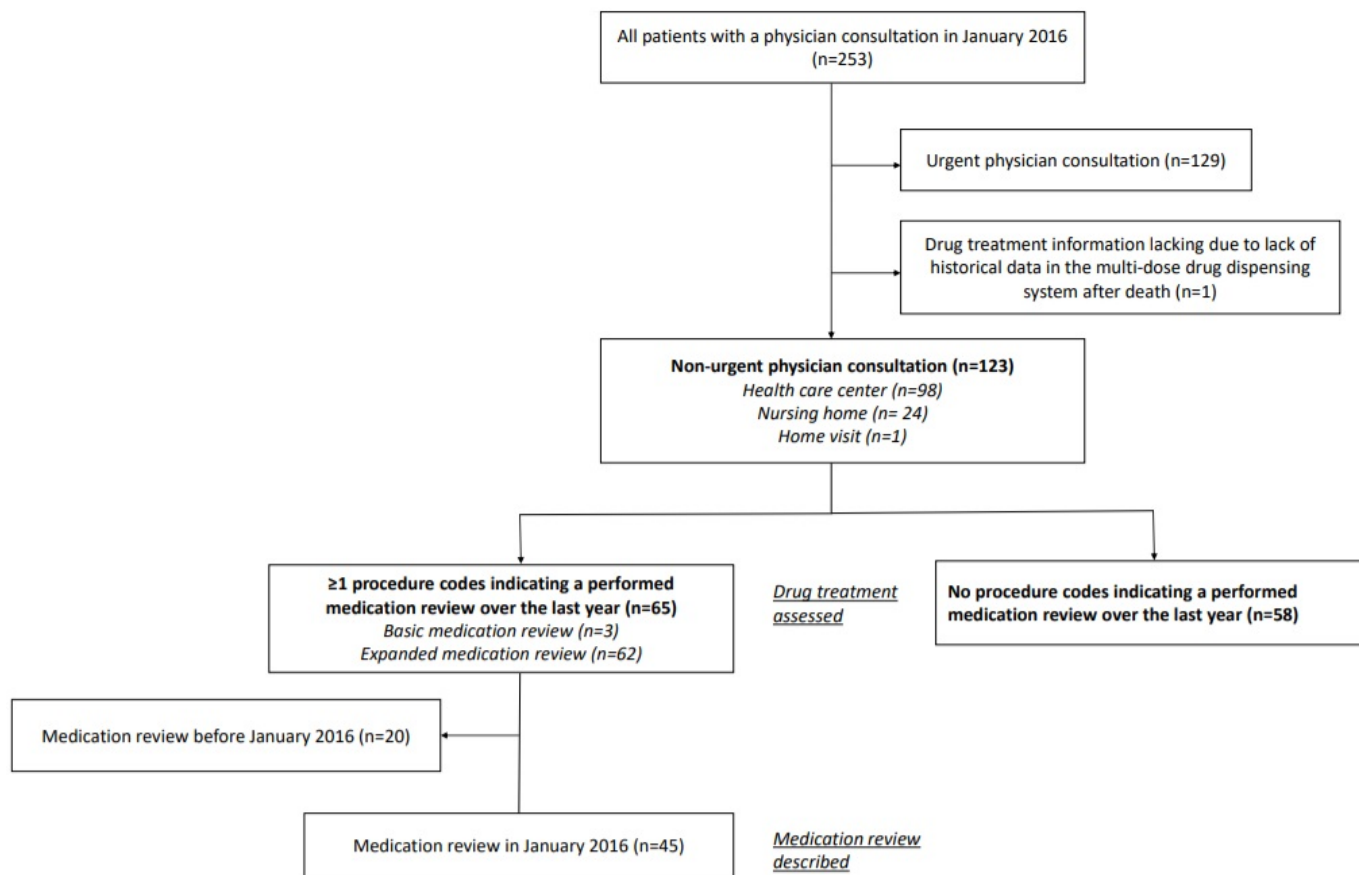 All patients with a physician consultation in January 2016
(n=253)
Urgent physician consultation (n=129)
Drug treatment information lacking due to lack of
historical data in the multi-dose drug dispensing
system after death (n=1)
Non-urgent physician consultation (n=123)
Health care center (n=98)
Nursing home (n= 24)
Home visit (n=1)
≥1 procedure codes indicating a performed
medication review over the last year (n=65)
Basic medication review (n=3)
Expanded medication review (n=62)
Drug treatment
assessed
No procedure codes indicating a performed
medication review over the last year (n=58)
Medication review before January 2016 (n=20)
Medication review in January 2016 (n=45)
Medication review
described